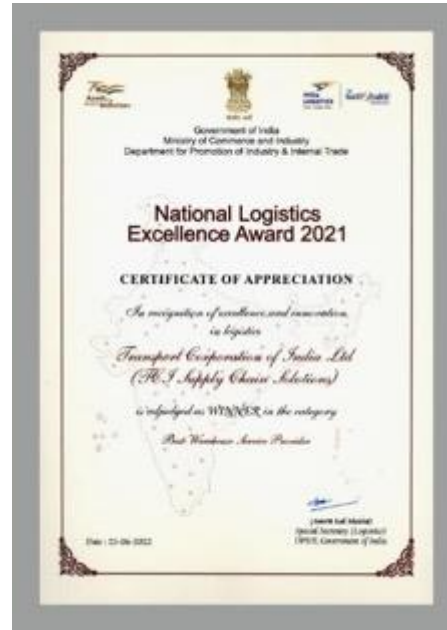 Government of India
Ministry of Commerce and Industry
Department for Promotion of Industry & Internal Trade
National Logistics
Excellence Award 2021
CERTIFICATE OF APPRECIATION
In recognition of excellence and innovation
in logistics
Transport Corporation of India Ltd
(TCI Supply Chain Solutions)
is adjudged as WINNER in the category
Best Warehouse Service Provider
Special Secretary (Logistics)
DPIIT, Government of India